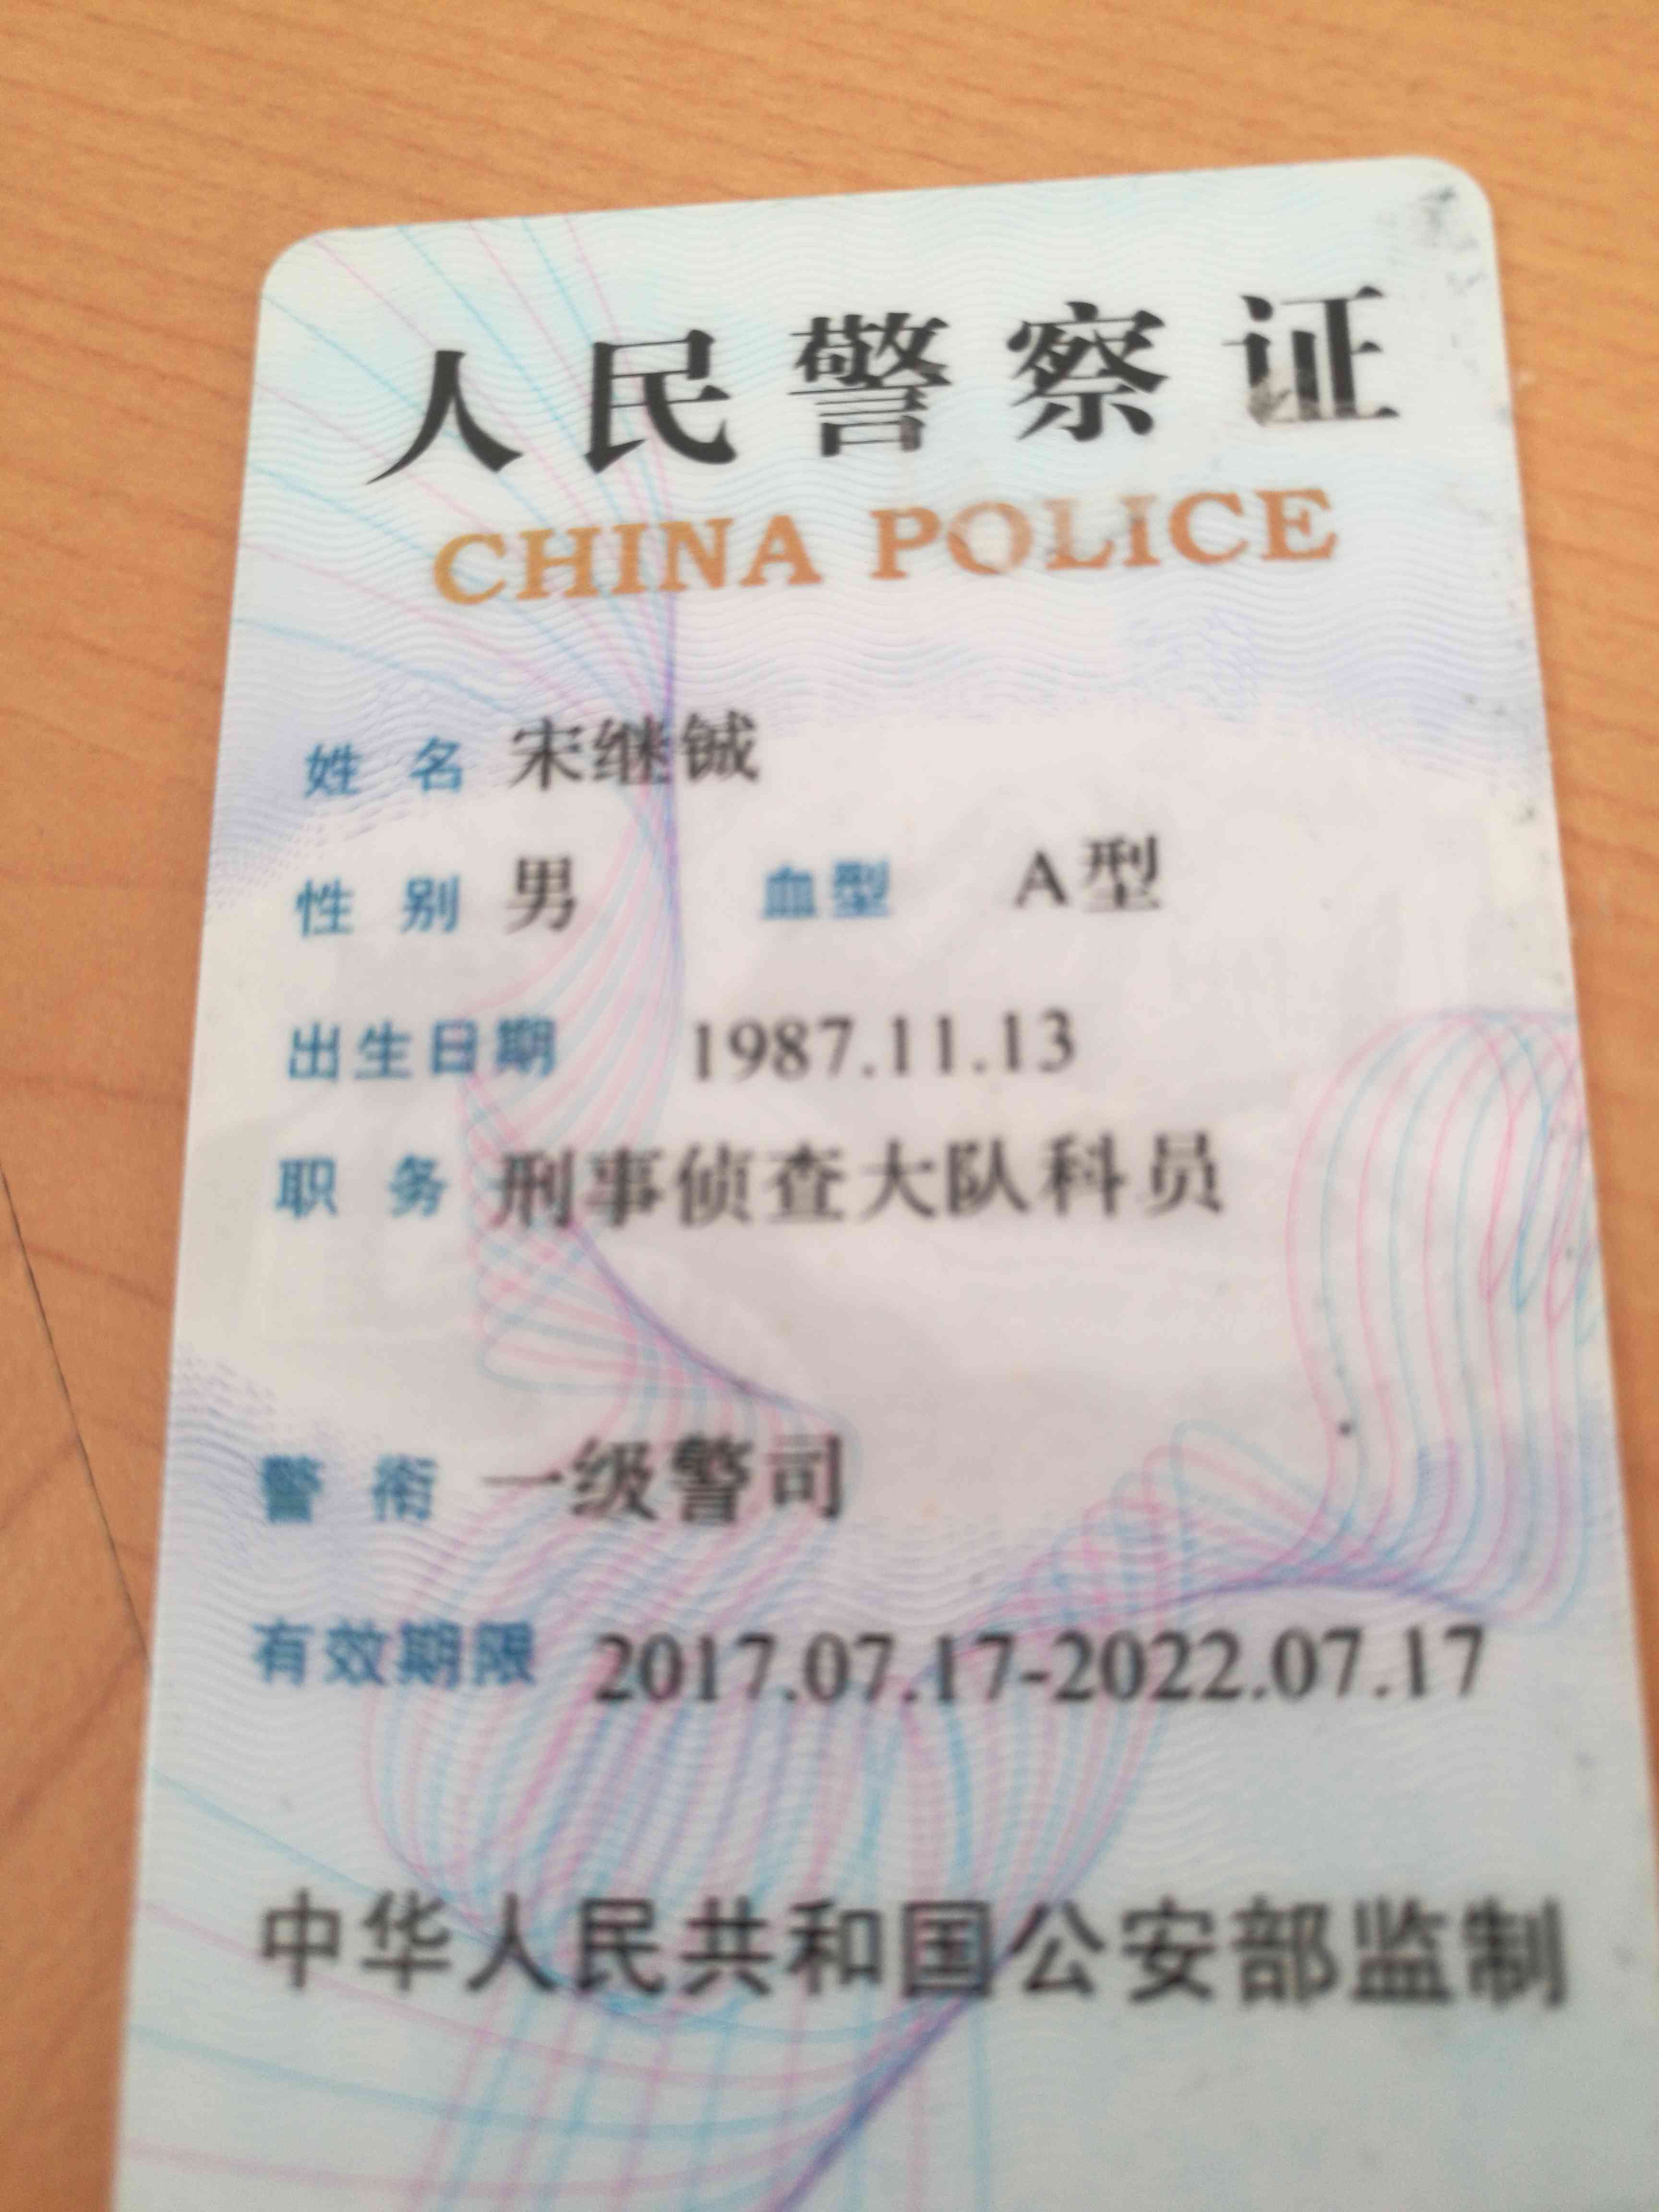 人民警察证
CHINA POLICE
姓 名 宋继铖
性 别 男 血型 A型
出生日期 1987.11.13
职 务 刑事侦查大队科员
警 衔 一级警司
有效期限 2017.07.17-2022.07.17
中华人民共和国公安部监制